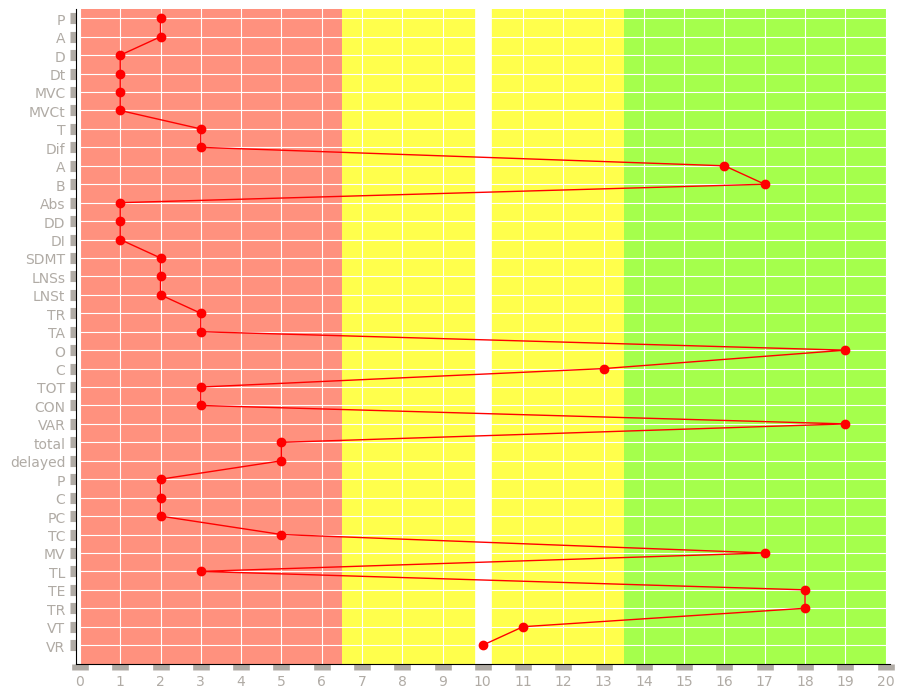 P
A
D
Dt
MVC
MVCt
T
Dif
A
B
Abs
DD
DI
SDMT
LNSs
LNSt
TR
TA
O
C
TOT
CON
VAR
total
delayed
P
C
PC
TC
MV
TL
TE
TR
VT
VR
0 1 2 3 4 5 6 7 8 9 10 11 12 13 14 15 16 17 18 19 20